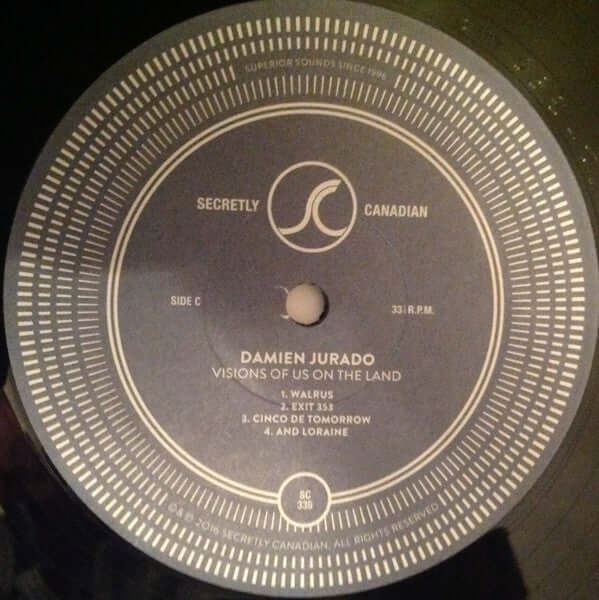 SUPERIOR SOUNDS SINCE 1996
SECRETLY SC CANADIAN
SIDE C
33⅓ R.P.M.
DAMIEN JURADO
VISIONS OF US ON THE LAND
1. WALRUS
2. EXIT 353
3. CINCO DE TOMORROW
4. AND LORAINE
SC
335
© & ℗ 2016 SECRETLY CANADIAN. ALL RIGHTS RESERVED